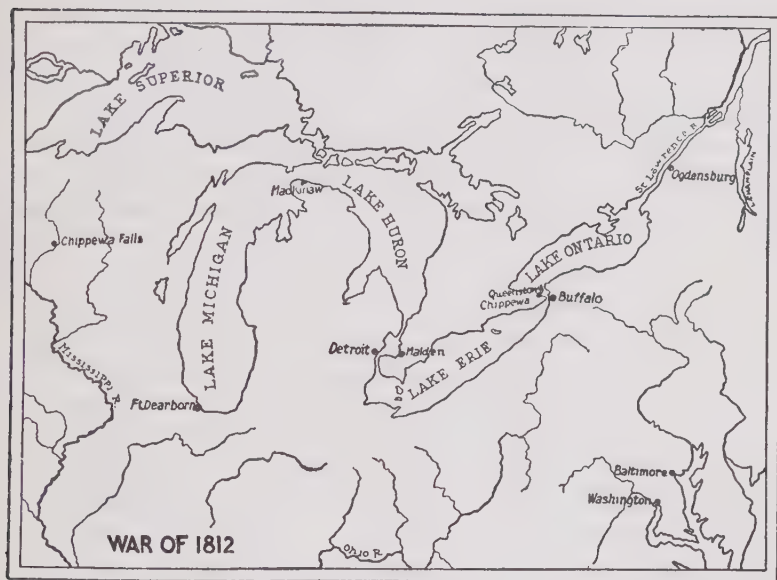 LAKE SUPERIOR
Mackinaw
LAKE HURON
St Lawrence R.
Ogdensburg
L. CHAMPLAIN
Chippewa Falls
LAKE MICHIGAN
LAKE ONTARIO
Queenston
Chippewa
Buffalo
Mississippi R.
Detroit
Malden
LAKE ERIE
Ft Dearborn
Baltimore
Washington
WAR OF 1812
Ohio R.